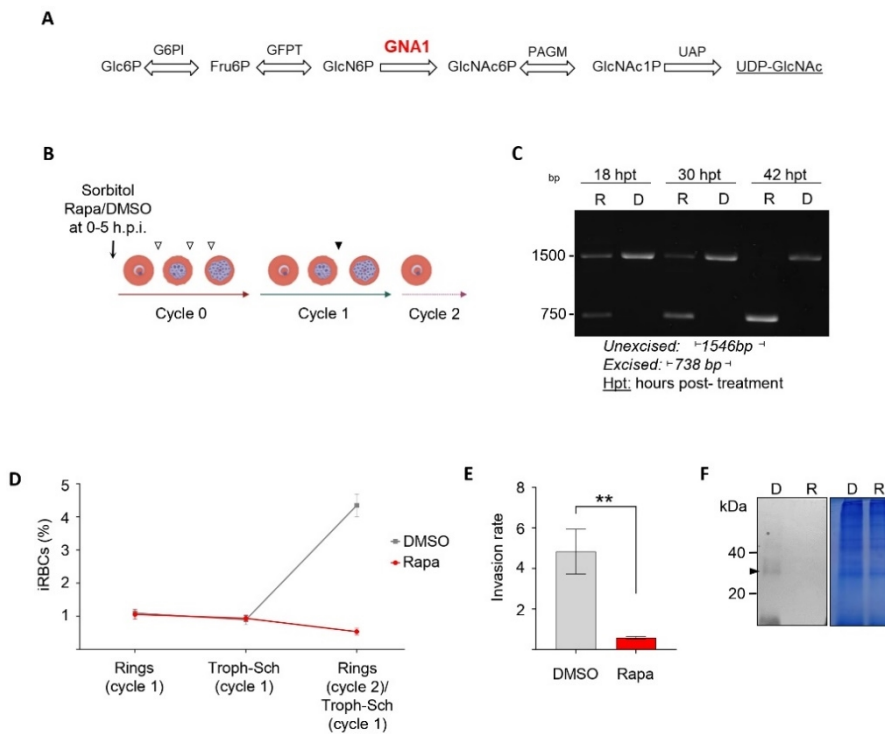 A
G6PI GFPT GNA1 PAGM UAP
Glc6P Fru6P GlcN6P GlcNAc6P GlcNAc1P UDP-GlcNAc
B
Sorbitol
Rapa/DMSO
at 0-5 h.p.i.
Cycle 0 Cycle 1 Cycle 2
C
bp 18 hpt 30 hpt 42 hpt
R D R D R D
1500
750
Unexcised: 1546bp
Excised: 738 bp
Hpt: hours post- treatment
D
iRBCs (%)
5
4
3
2
1
DMSO
Rapa
Rings
(cycle 1)
Troph-Sch
(cycle 1)
Rings
(cycle 2)/
Troph-Sch
(cycle 1)
E
Invasion rate
8
6
4
2
**
DMSO Rapa
F
D R D R
kDa
40
20